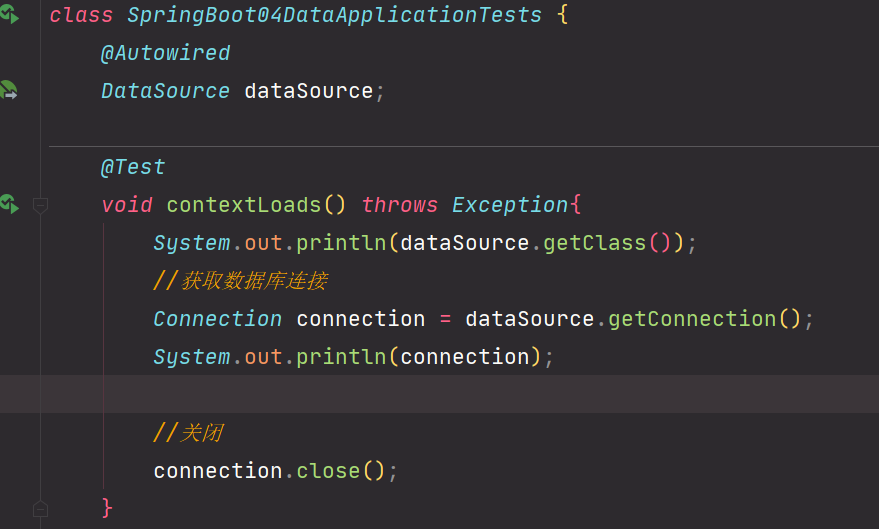 class SpringBoot04DataApplicationTests {
@Autowired
DataSource dataSource;
@Test
void contextLoads() throws Exception{
System.out.println(dataSource.getClass());
//获取数据库连接
Connection connection = dataSource.getConnection();
System.out.println(connection);
//关闭
connection.close();
}